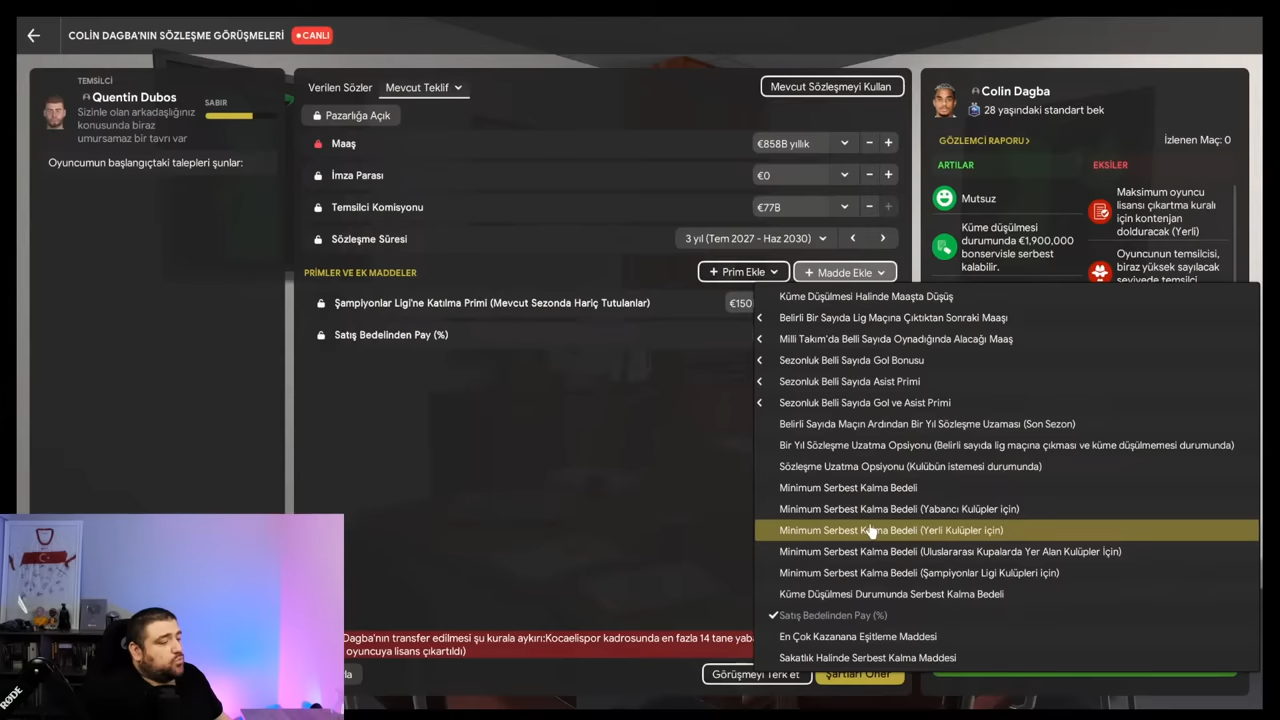 COLİN DAGBA'NIN SÖZLEŞME GÖRÜŞMELERİ
CANLI
TEMSİLCİ
Quentin Dubos
Sizinle olan arkadaşlığınız
konusunda biraz
umursamaz bir tavrı var
SABIR
Oyuncumun başlangıçtaki talepleri şunlar:
Verilen Sözler
Mevcut Teklif
Mevcut Sözleşmeyi Kullan
Pazarlığa Açık
Maaş
€858B yıllık
İmza Parası
€0
Temsilci Komisyonu
€77B
Sözleşme Süresi
3 yıl (Tem 2027 - Haz 2030)
PRİMLER VE EK MADDELER
+ Prim Ekle
+ Madde Ekle
Şampiyonlar Ligi'ne Katılma Primi (Mevcut Sezonda Hariç Tutulanlar)
€150
Satış Bedelinden Pay (%)
Küme Düşülmesi Halinde Maaşta Düşüş
Belirli Bir Sayıda Lig Maçına Çıktıktan Sonraki Maaşı
Milli Takım'da Belli Sayıda Oynadığında Alacağı Maaş
Sezonluk Belli Sayıda Gol Bonusu
Sezonluk Belli Sayıda Asist Primi
Sezonluk Belli Sayıda Gol ve Asist Primi
Belirli Sayıda Maçın Ardından Bir Yıl Sözleşme Uzaması (Son Sezon)
Bir Yıl Sözleşme Uzatma Opsiyonu (Belirli sayıda lig maçına çıkması ve küme düşülmemesi durumunda)
Sözleşme Uzatma Opsiyonu (Kulübün istemesi durumunda)
Minimum Serbest Kalma Bedeli
Minimum Serbest Kalma Bedeli (Yabancı Kulüpler için)
Minimum Serbest Kalma Bedeli (Yerli Kulüpler için)
Minimum Serbest Kalma Bedeli (Uluslararası Kupalarda Yer Alan Kulüpler İçin)
Minimum Serbest Kalma Bedeli (Şampiyonlar Ligi Kulüpleri için)
Küme Düşülmesi Durumunda Serbest Kalma Bedeli
Satış Bedelinden Pay (%)
En Çok Kazanana Eşitleme Maddesi
Sakatlık Halinde Serbest Kalma Maddesi
Dagba'nın transfer edilmesi şu kurala aykırı:Kocaelispor kadrosunda en fazla 14 tane yaba
oyuncuya lisans çıkartıldı)
Görüşmeyi Terk et
Şartları Öner
Colin Dagba
28 yaşındaki standart bek
GÖZLEMCİ RAPORU>
İzlenen Maç: 0
ARTILAR
Mutsuz
Küme düşülmesi
durumunda €1,900,000
bonservisle serbest
kalabilir.
EKSİLER
Maksimum oyuncu
lisansı çıkartma kuralı
için kontenjan
dolduracak (Yerli)
Oyuncunun temsilcisi,
biraz yüksek sayılacak
RØDE